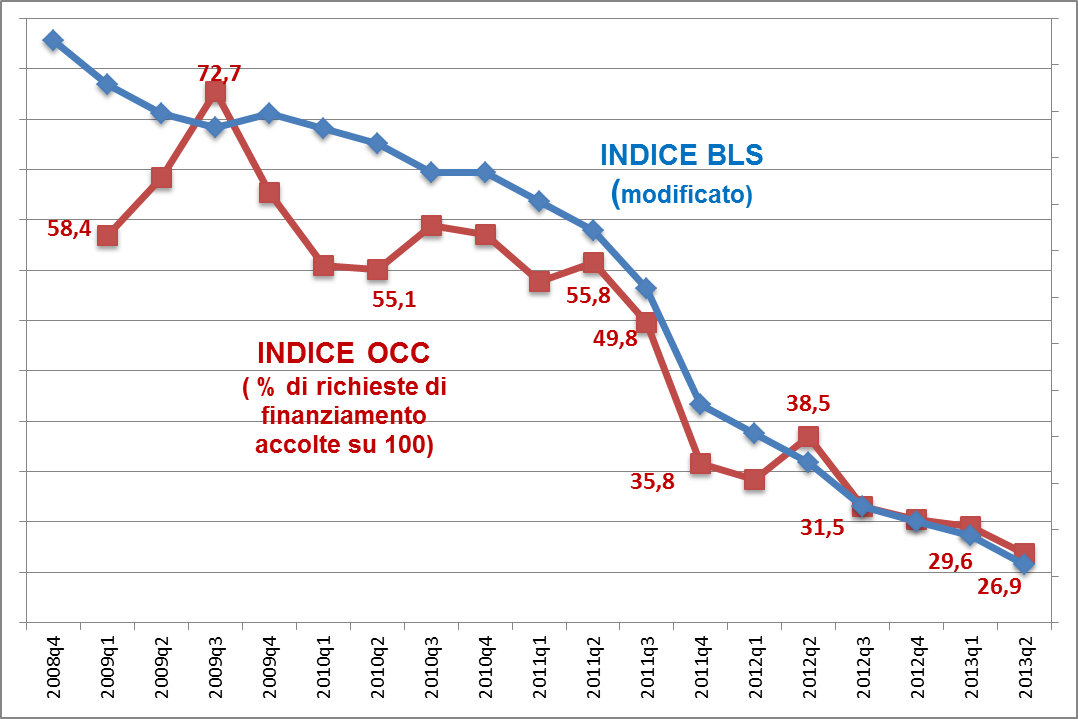 72,7
INDICE BLS
(modificato)
58,4
55,1
55,8
49,8
INDICE OCC
( % di richieste di
finanziamento
accolte su 100)
38,5
35,8
31,5
29,6
26,9
2008q4
2009q1
2009q2
2009q3
2009q4
2010q1
2010q2
2010q3
2010q4
2011q1
2011q2
2011q3
2011q4
2012q1
2012q2
2012q3
2012q4
2013q1
2013q2